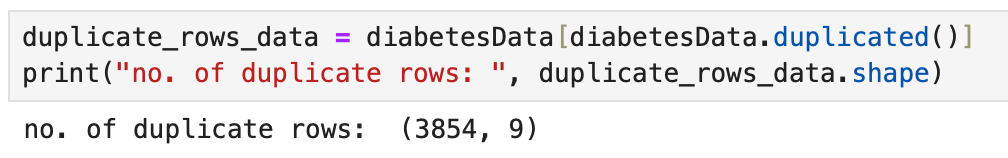 duplicate_rows_data = diabetesData[diabetesData.duplicated()]
print("no. of duplicate rows: ", duplicate_rows_data.shape)
no. of duplicate rows:  (3854, 9)